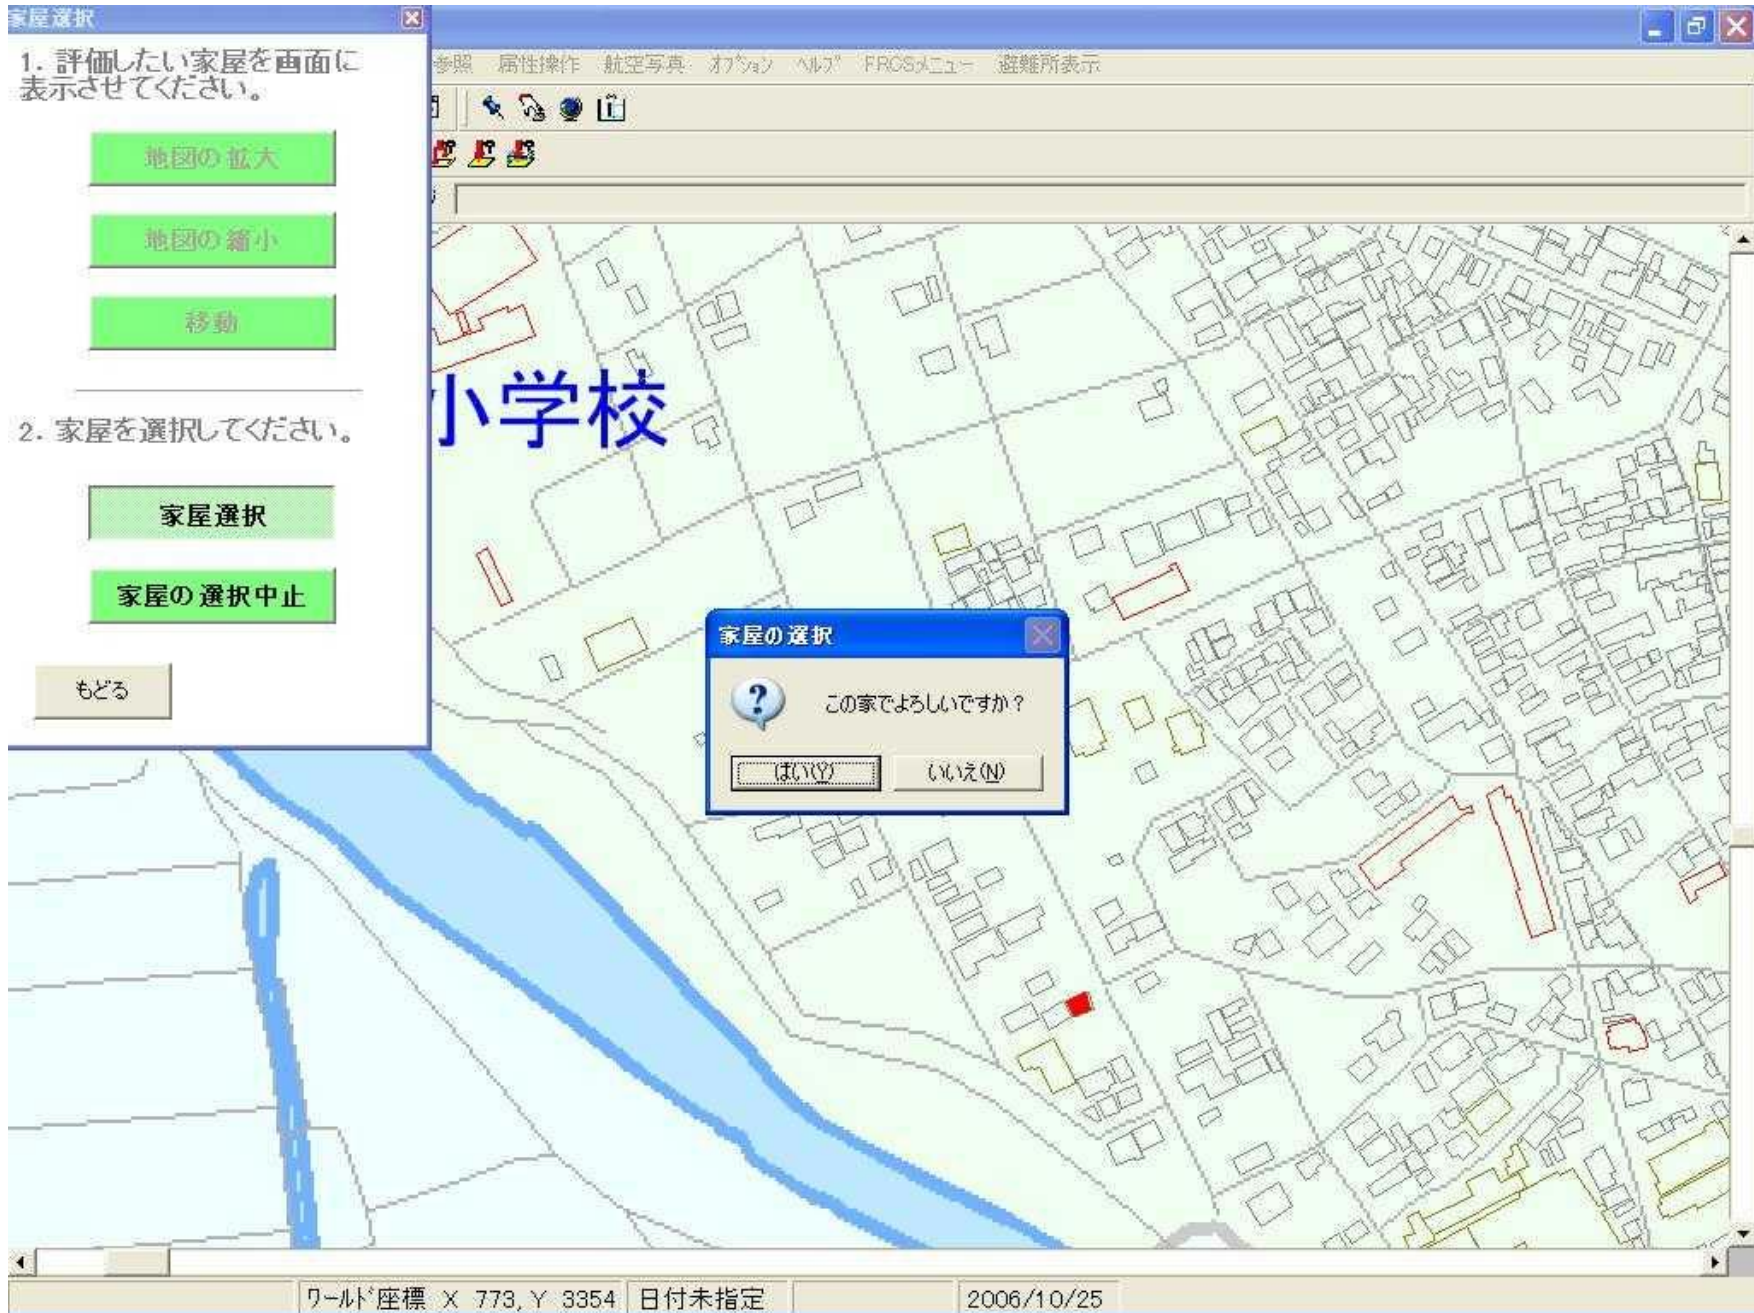 家屋選択
1. 評価したい家屋を画面に
表示させてください。
地図の拡大
地図の縮小
移動
2. 家屋を選択してください。
家屋選択
家屋の選択中止
もどる
参照 属性操作 航空写真 オプション ヘルプ FRCSメニュー 避難所表示
小学校
家屋の選択
この家でよろしいですか？
はい(Y) いいえ(N)
ワールド座標 X 773, Y 3354 日付未指定 2006/10/25